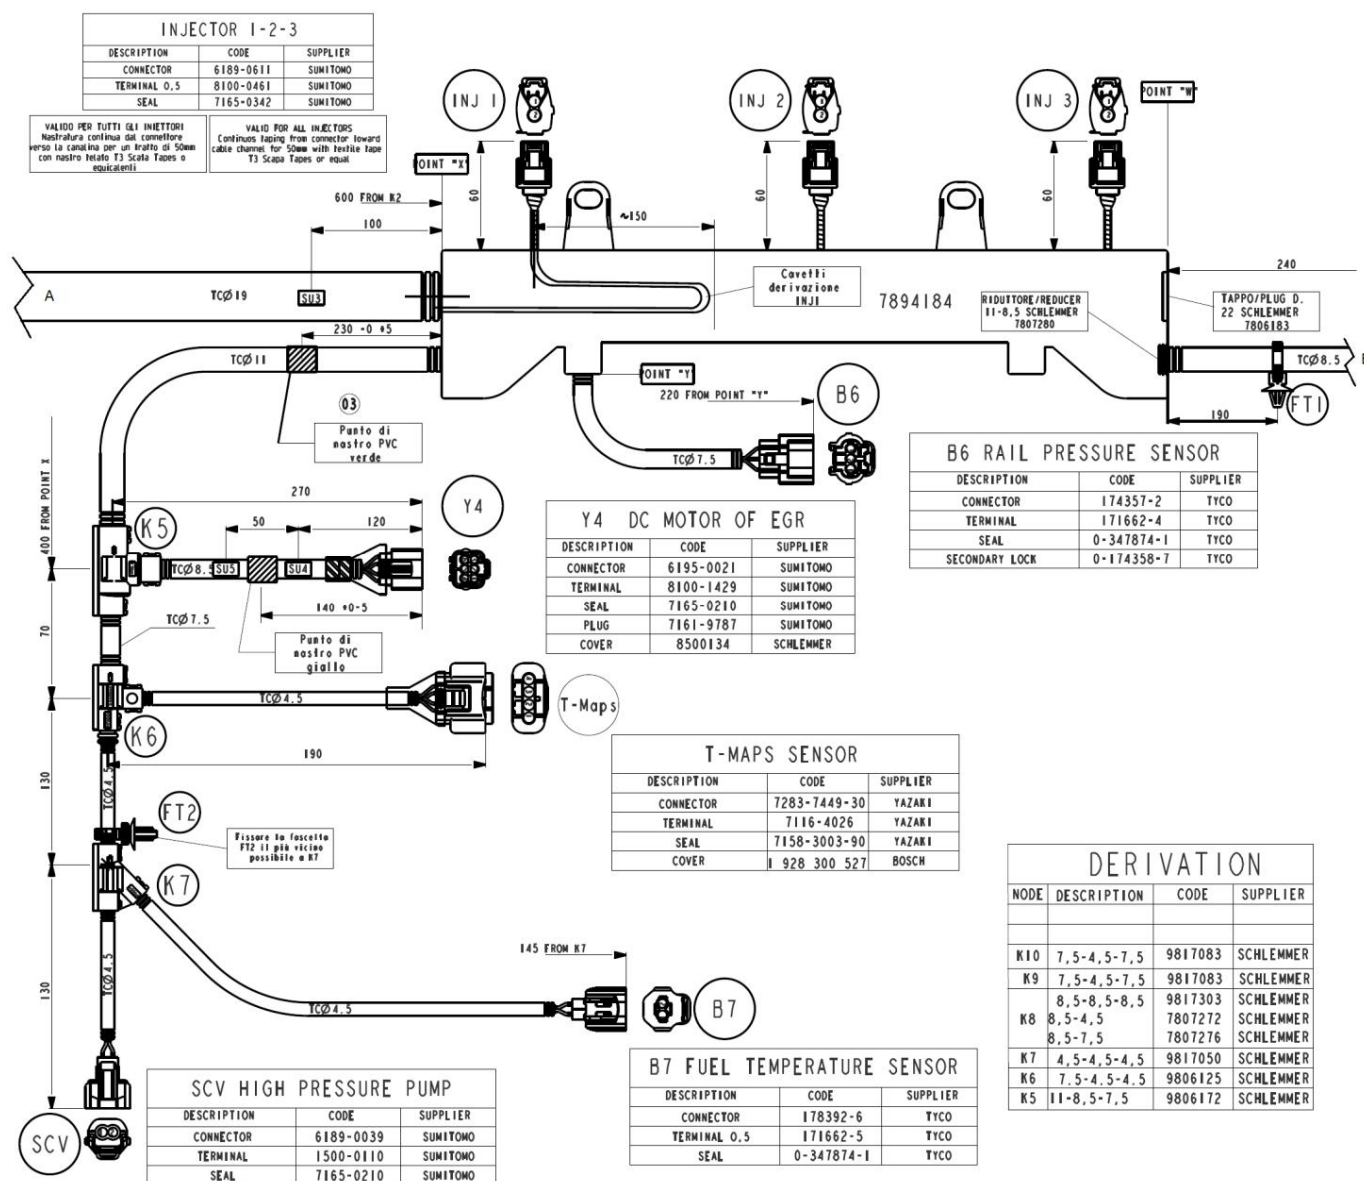 INJECTOR 1-2-3
DESCRIPTION CODE SUPPLIER
CONNECTOR 6189-0611 SUMITOMO
TERMINAL 0,5 8100-0461 SUMITOMO
SEAL 7165-0342 SUMITOMO
VALIDO PER TUTTI GLI INIETTORI
Nastratura continua dal connettore
verso la canalina per un tratto di 50mm
con nastro telato T3 Scata Tapes o
equicalenti
VALID FOR ALL INJECTORS
Continuos taping from connector toward
cable channel for 50mm with textile tape
T3 Scapa Tapes or equal
INJ 1
INJ 2
INJ 3
POINT "W"
POINT "X"
600 FROM K2
100
60
60
60
~150
240
A
TCØ19
SU3
Cavetti
derivazione
INJ1
7894184
RIDUTTORE/REDUCER
11-8,5 SCHLEMMER
7807280
TAPPO/PLUG D.
22 SCHLEMMER
7806183
230 -0 +5
TCØ11
TCØ8.5
POINT "Y"
220 FROM POINT "Y"
B6
190
FT1
03
Punto di
nastro PVC
verde
TCØ7.5
B6 RAIL PRESSURE SENSOR
DESCRIPTION CODE SUPPLIER
CONNECTOR 174357-2 TYCO
TERMINAL 171662-4 TYCO
SEAL 0-347874-1 TYCO
SECONDARY LOCK 0-174358-7 TYCO
400 FROM POINT X
270
Y4
K5
50
120
TCØ8.5
SU5
SU4
140 +0-5
Y4 DC MOTOR OF EGR
DESCRIPTION CODE SUPPLIER
CONNECTOR 6195-0021 SUMITOMO
TERMINAL 8100-1429 SUMITOMO
SEAL 7165-0210 SUMITOMO
PLUG 7161-9787 SUMITOMO
COVER 8500134 SCHLEMMER
70
TCØ7.5
Punto di
nastro PVC
giallo
TCØ4.5
T-Maps
K6
190
130
TCØ4.5
FT2
Fissare la fascetta
FT2 il più vicino
possibile a K7
T-MAPS SENSOR
DESCRIPTION CODE SUPPLIER
CONNECTOR 7283-7449-30 YAZAKI
TERMINAL 7116-4026 YAZAKI
SEAL 7158-3003-90 YAZAKI
COVER 1 928 300 527 BOSCH
K7
130
TCØ4.5
145 FROM K7
TCØ4.5
B7
DERIVATION
NODE DESCRIPTION CODE SUPPLIER
K10 7,5-4,5-7,5 9817083 SCHLEMMER
K9 7,5-4,5-7,5 9817083 SCHLEMMER
8,5-8,5-8,5 9817303 SCHLEMMER
K8 8,5-4,5 7807272 SCHLEMMER
8,5-7,5 7807276 SCHLEMMER
K7 4,5-4,5-4,5 9817050 SCHLEMMER
K6 7.5-4.5-4.5 9806125 SCHLEMMER
K5 11-8,5-7,5 9806172 SCHLEMMER
SCV
SCV HIGH PRESSURE PUMP
DESCRIPTION CODE SUPPLIER
CONNECTOR 6189-0039 SUMITOMO
TERMINAL 1500-0110 SUMITOMO
SEAL 7165-0210 SUMITOMO
B7 FUEL TEMPERATURE SENSOR
DESCRIPTION CODE SUPPLIER
CONNECTOR 178392-6 TYCO
TERMINAL 0,5 171662-5 TYCO
SEAL 0-347874-1 TYCO